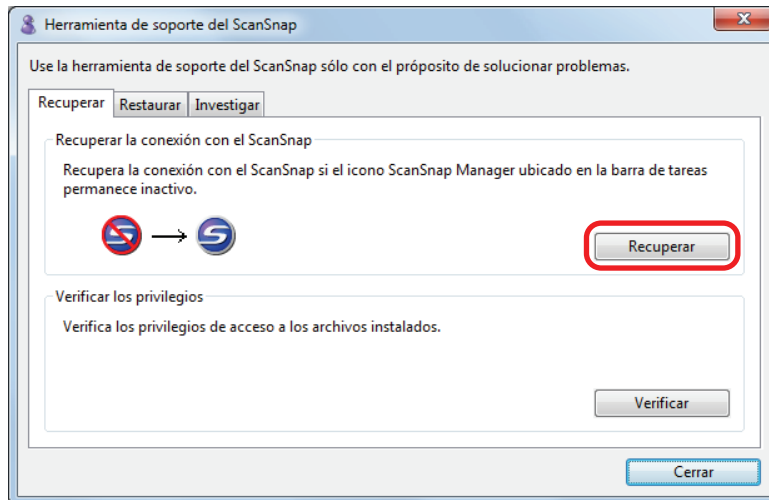 Herramienta de soporte del ScanSnap
Use la herramienta de soporte del ScanSnap sólo con el próposito de solucionar problemas.
Recuperar Restaurar Investigar
Recuperar la conexión con el ScanSnap
Recupera la conexión con el ScanSnap si el icono ScanSnap Manager ubicado en la barra de tareas
permanece inactivo.
Recuperar
Verificar los privilegios
Verifica los privilegios de acceso a los archivos instalados.
Verificar
Cerrar